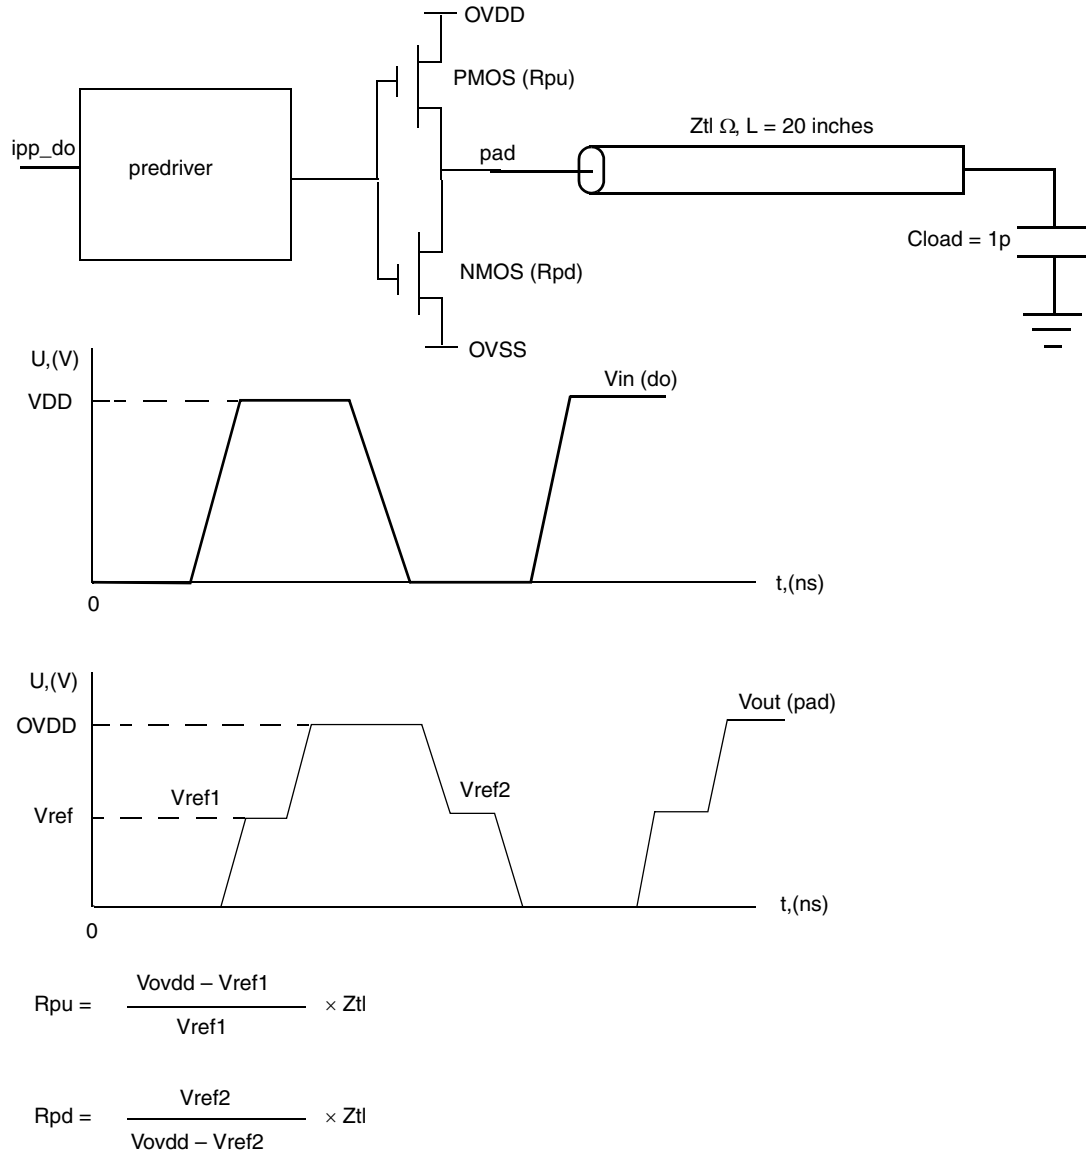 OVDD
PMOS (Rpu)
Ztl Ω, L = 20 inches
ipp_do
predriver
pad
Cload = 1p
NMOS (Rpd)
OVSS
U,(V)
Vin (do)
VDD
t,(ns)
0
U,(V)
Vout (pad)
OVDD
Vref1
Vref2
Vref
t,(ns)
0
Vovdd – Vref1
Rpu = × Ztl
Vref1
Vref2
Rpd = × Ztl
Vovdd – Vref2